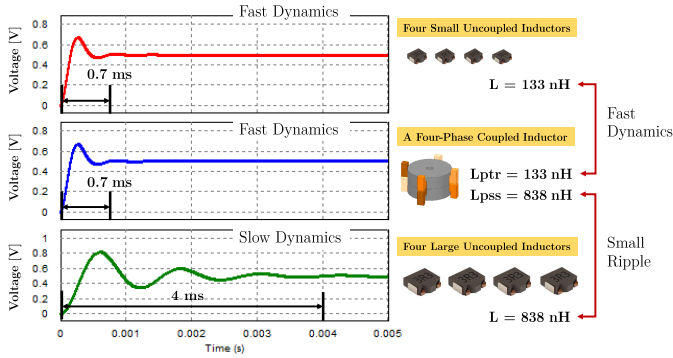 Fast Dynamics
Voltage [V]
0.8
0.6
0.4
0.2
0
0.7 ms
Four Small Uncoupled Inductors
L = 133 nH
Fast Dynamics
Voltage [V]
0.8
0.6
0.4
0.2
0
0.7 ms
A Four-Phase Coupled Inductor
Lptr = 133 nH
Lpss = 838 nH
Fast
Dynamics
Slow Dynamics
Voltage [V]
1
0.8
0.6
0.4
0.2
0
4 ms
Four Large Uncoupled Inductors
L = 838 nH
Small
Ripple
0 0.001 0.002 0.003 0.004 0.005
Time (s)